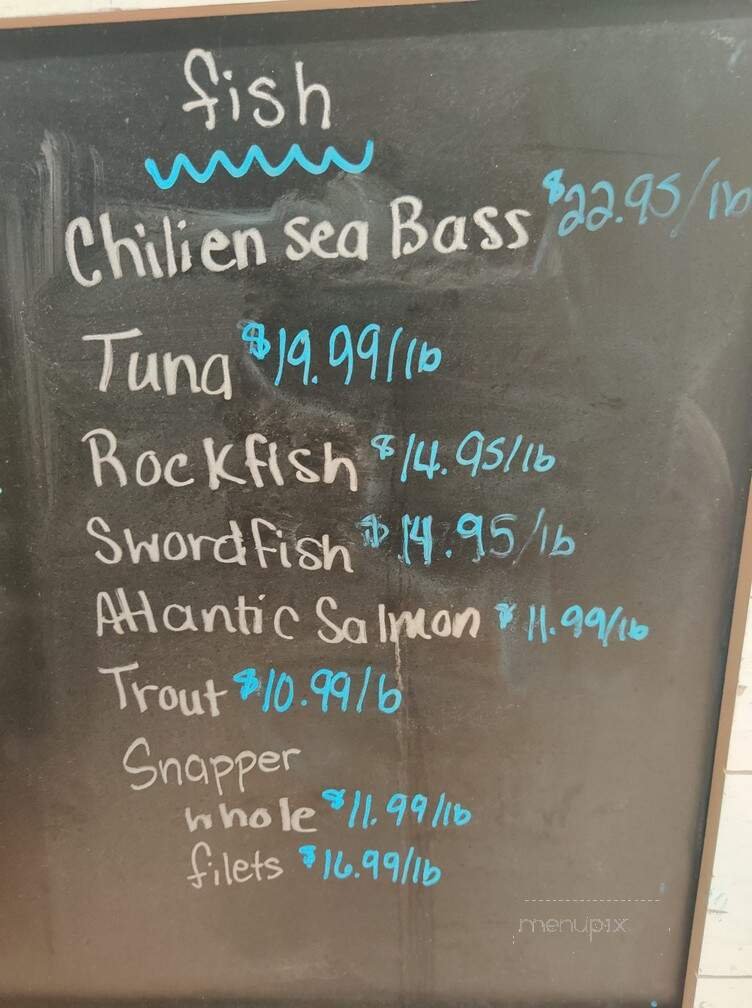 fish
Chilien sea Bass $22.95/lb
Tuna $19.99/lb
Rockfish $14.95/lb
Swordfish $14.95/lb
Atlantic Salmon $11.99/lb
Trout $10.99/b
Snapper
whole $11.99/lb
filets $16.99/lb
menupix